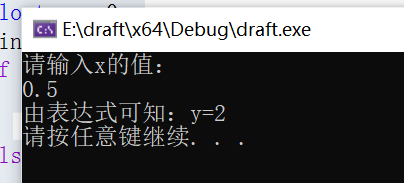 E:\draft\x64\Debug\draft.exe
请输入x的值:
0.5
由表达式可知:y=2
请按任意键继续. . .